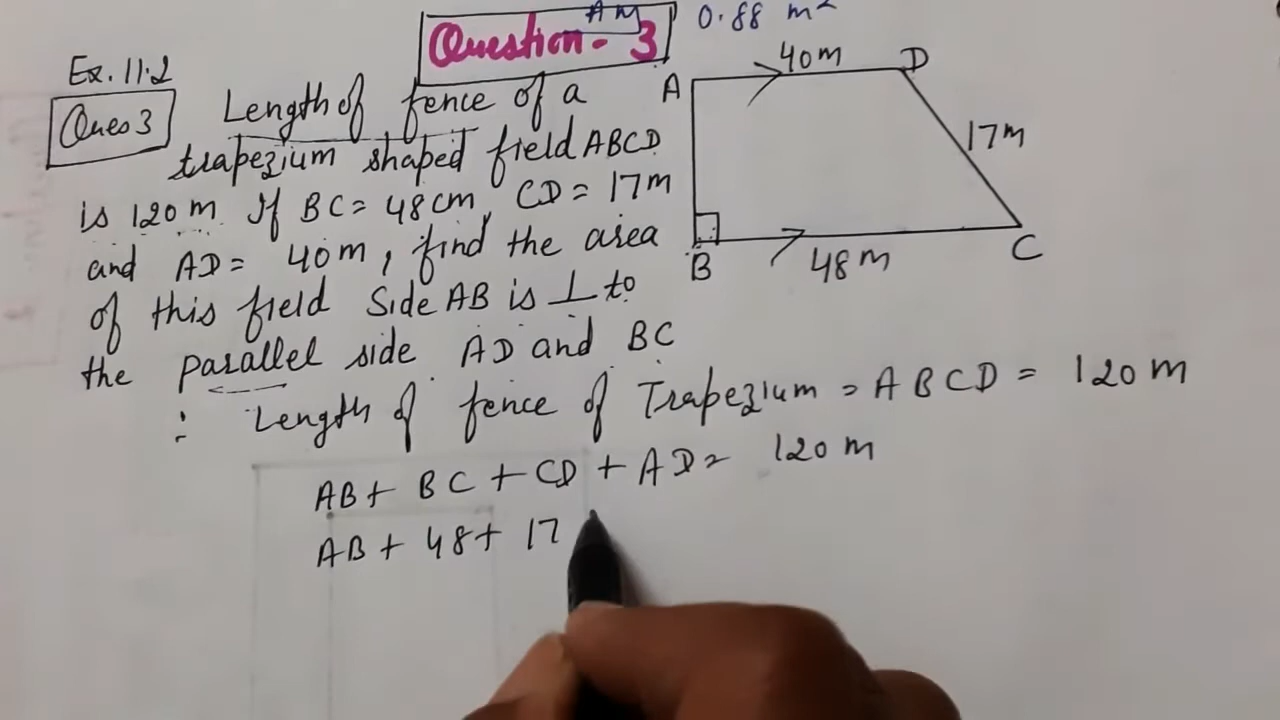 Am
0.88 m²
Question - 3
Ex. 11.2
Ques 3
Length of fence of a
trapezium shaped field ABCD
is 120 m. If BC = 48 cm, CD = 17 m
and AD = 40 m, find the area
of this field Side AB is ⊥ to
the parallel side AD and BC
A 40m D
17m
B 48 m C
∴ Length of fence of Trapezium = ABCD = 120 m
AB + BC + CD + AD = 120 m
AB + 48 + 17